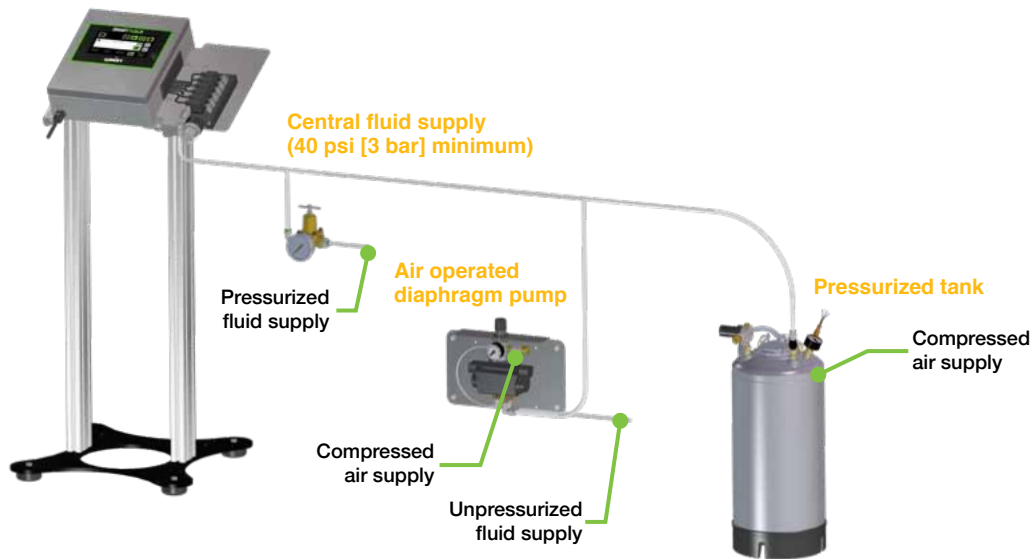 Central fluid supply
(40 psi [3 bar] minimum)
Pressurized
fluid supply
Air operated
diaphragm pump
Compressed
air supply
Unpressurized
fluid supply
Pressurized tank
Compressed
air supply